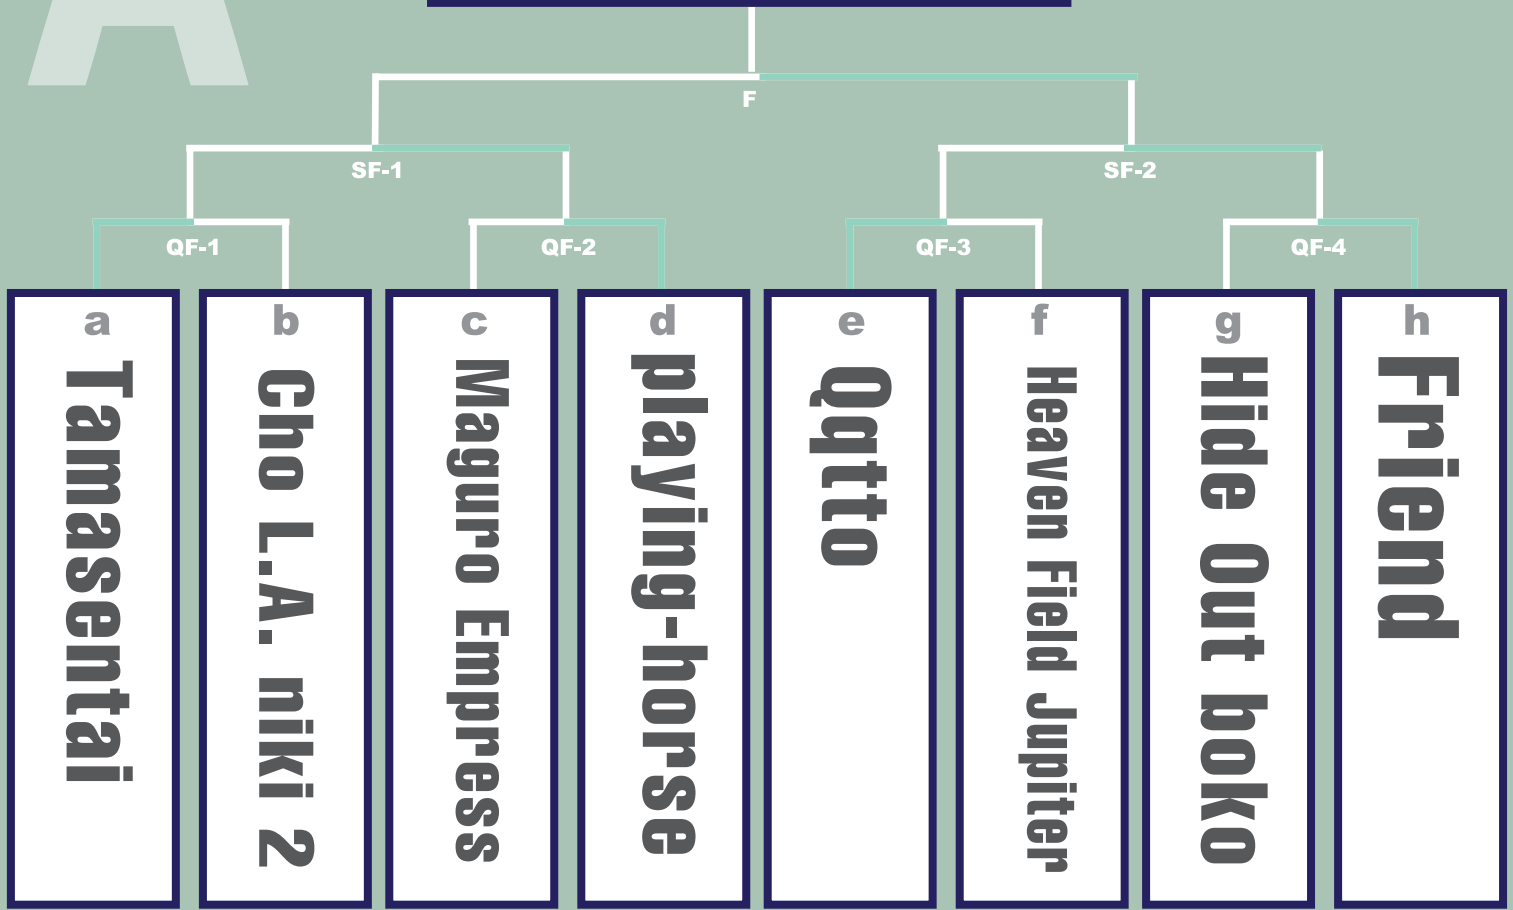 A
F
SF-1
SF-2
QF-1
QF-2
QF-3
QF-4
a
Tamasentai
b
Cho L.A. niki 2
c
Maguro Empress
d
playing-horse
e
Qqtto
f
Heaven Field Jupiter
g
Hide Out boko
h
Friend